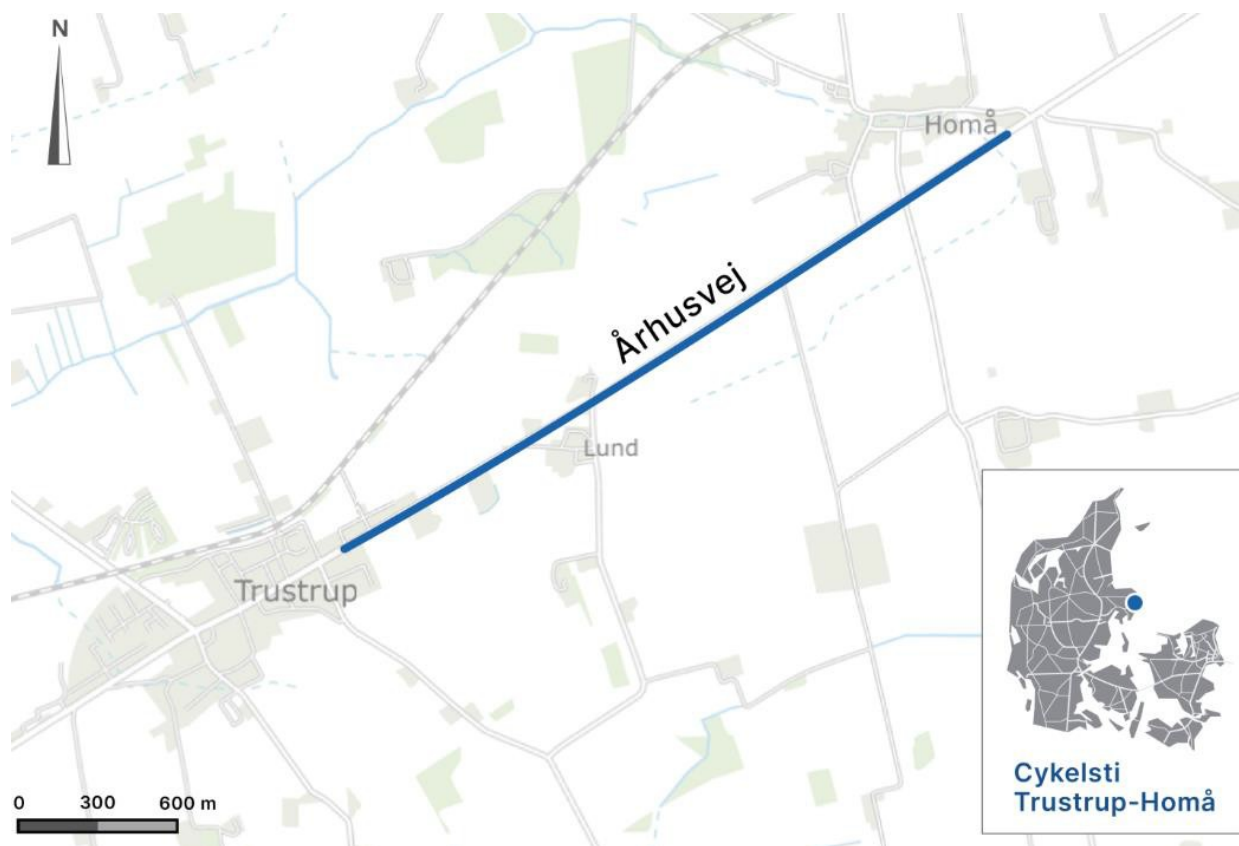 N
Homå
Århusvej
Lund
Trustrup
0 300 600 m
Cykelsti
Trustrup-Homå